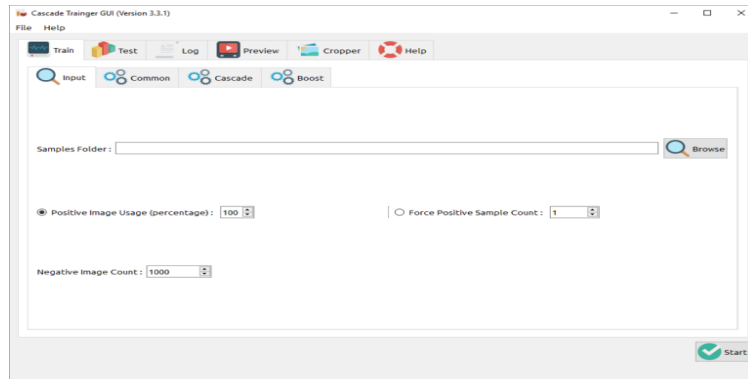 Cascade Trainger GUI (Version 3.3.1)
File Help
Train Test Log Preview Cropper Help
Input Common Cascade Boost
Samples Folder : Browse
Positive Image Usage (percentage) : 100 Force Positive Sample Count : 1
Negative Image Count : 1000
Start